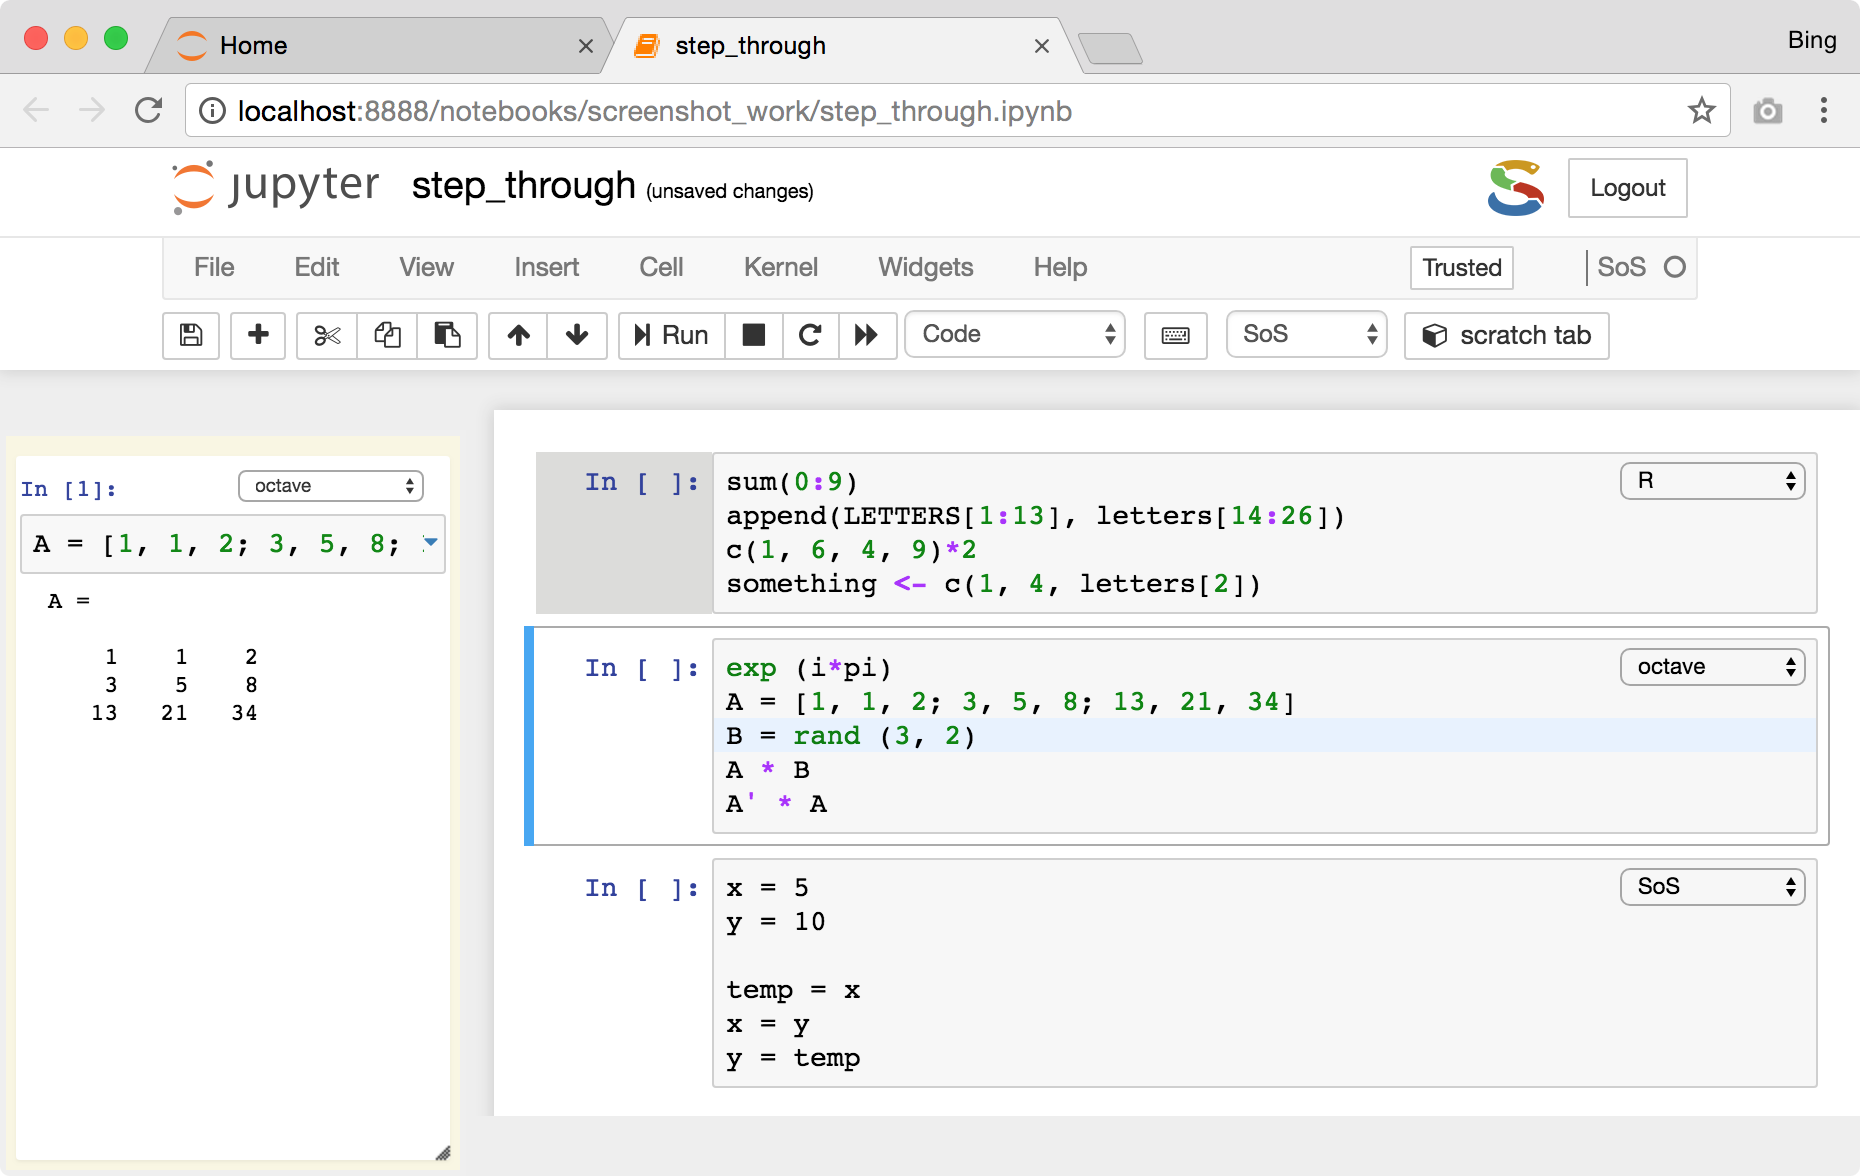 Home
step_through
Bing
localhost:8888/notebooks/screenshot_work/step_through.ipynb
jupyter step_through (unsaved changes)
Logout
File Edit View Insert Cell Kernel Widgets Help Trusted SoS
Run Code SoS scratch tab
In [1]: octave
A = [1, 1, 2; 3, 5, 8;
A =
1 1 2
3 5 8
13 21 34
In [ ]: R
sum(0:9)
append(LETTERS[1:13], letters[14:26])
c(1, 6, 4, 9)*2
something <- c(1, 4, letters[2])
In [ ]: octave
exp (i*pi)
A = [1, 1, 2; 3, 5, 8; 13, 21, 34]
B = rand (3, 2)
A * B
A' * A
In [ ]: SoS
x = 5
y = 10
temp = x
x = y
y = temp